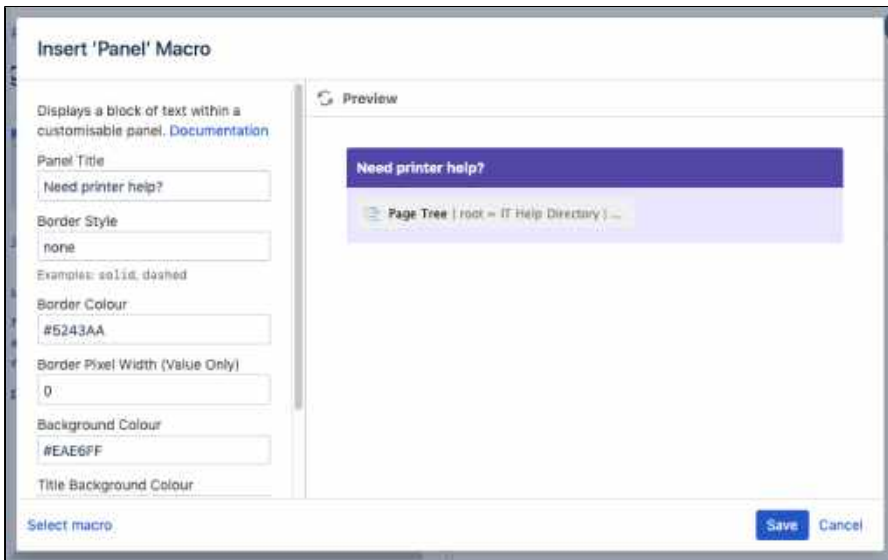 Insert 'Panel' Macro
Displays a block of text within a
customisable panel. Documentation
Panel Title
Need printer help?
Border Style
none
Examples: solid, dashed
Border Colour
#5243AA
Border Pixel Width (Value Only)
0
Background Colour
#EAE6FF
Title Background Colour
Select macro
Preview
Need printer help?
Page Tree | root = IT Help Directory | ...
Save Cancel